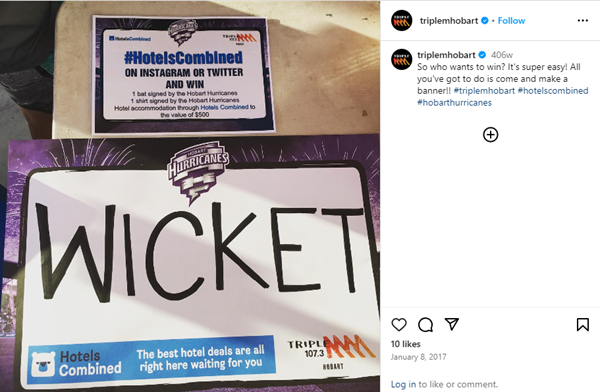 HURRICANES
HotelsCombined
TRIPLE
#HotelsCombined
ON INSTAGRAM OR TWITTER
AND WIN
1 bat signed by the Hobart Hurricanes
1 shirt signed by the Hobart Hurricanes
Hotel accommodation through Hotels Combined to
the value of $500
HOBART
HURRICANES
WICKET
Hotels
Combined
The best hotel deals are all
right here waiting for you
TRIPLE
107.3
HOBART
triplemhobart • Follow
triplemhobart 406w
So who wants to win? It's super easy! All
you've got to do is come and make a
banner!! #triplemhobart #hotelscombined
#hobarthurricanes
10 likes
January 8, 2017
Log in to like or comment.